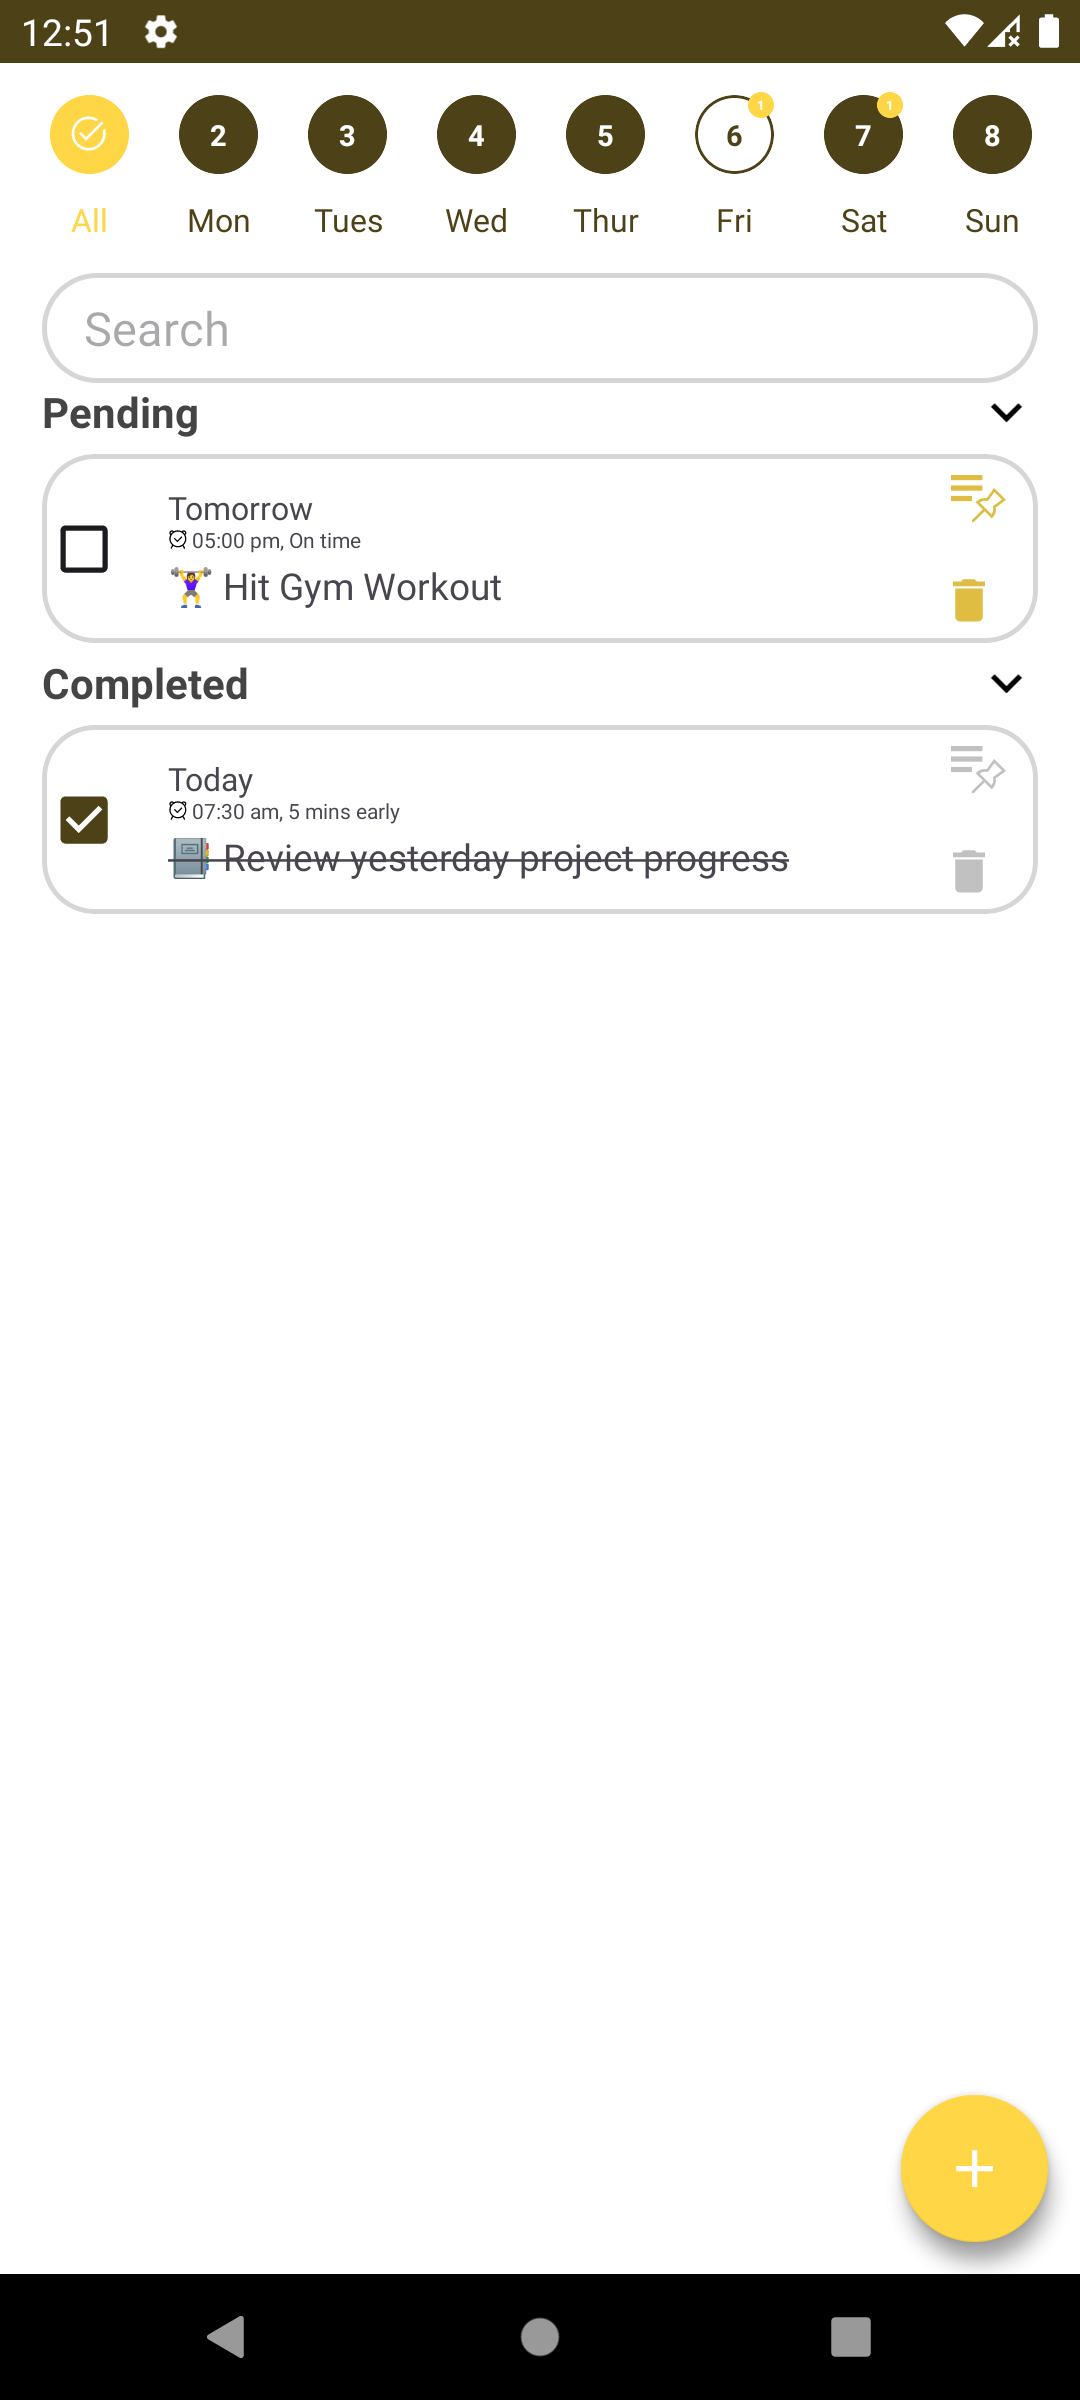 12:51
2 3 4 5 6 1 7 1 8
All Mon Tues Wed Thur Fri Sat Sun
Search
Pending
Tomorrow
05:00 pm, On time
🏋️‍♀️ Hit Gym Workout
Completed
Today
07:30 am, 5 mins early
📔 Review yesterday project progress